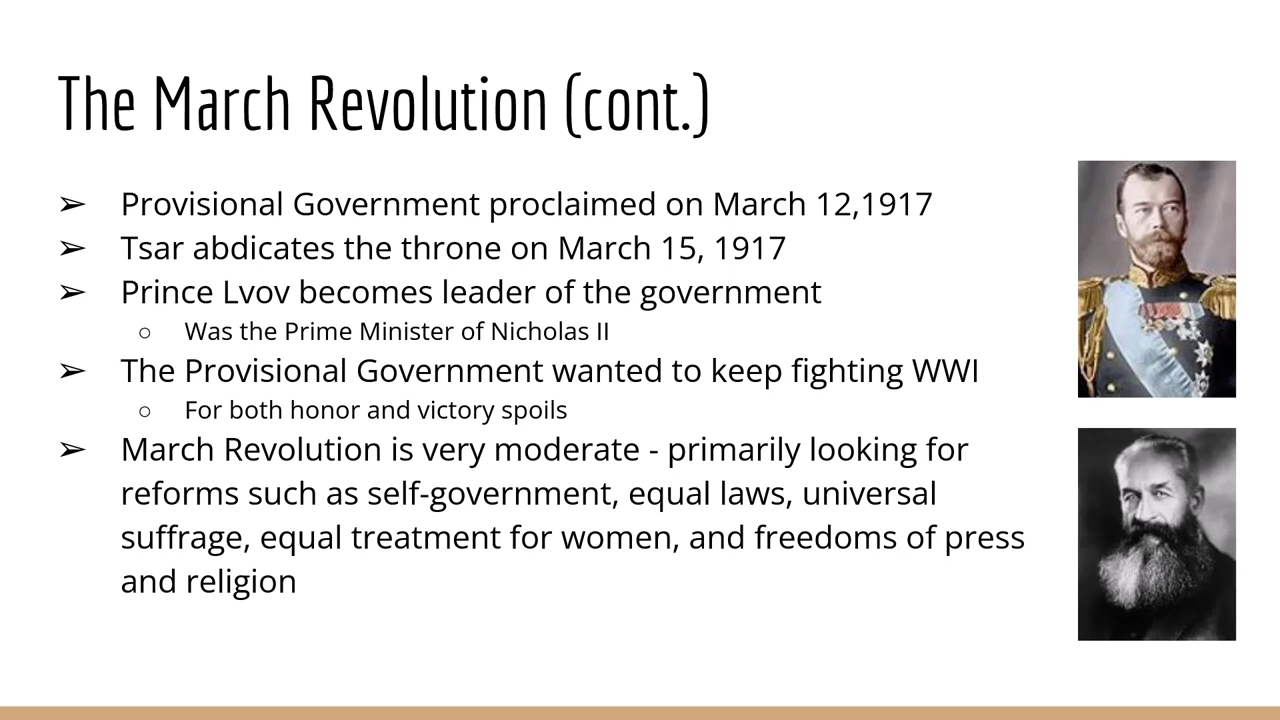 The March Revolution (cont.)
➢ Provisional Government proclaimed on March 12,1917
➢ Tsar abdicates the throne on March 15, 1917
➢ Prince Lvov becomes leader of the government
○ Was the Prime Minister of Nicholas II
➢ The Provisional Government wanted to keep fighting WWI
○ For both honor and victory spoils
➢ March Revolution is very moderate - primarily looking for
reforms such as self-government, equal laws, universal
suffrage, equal treatment for women, and freedoms of press
and religion